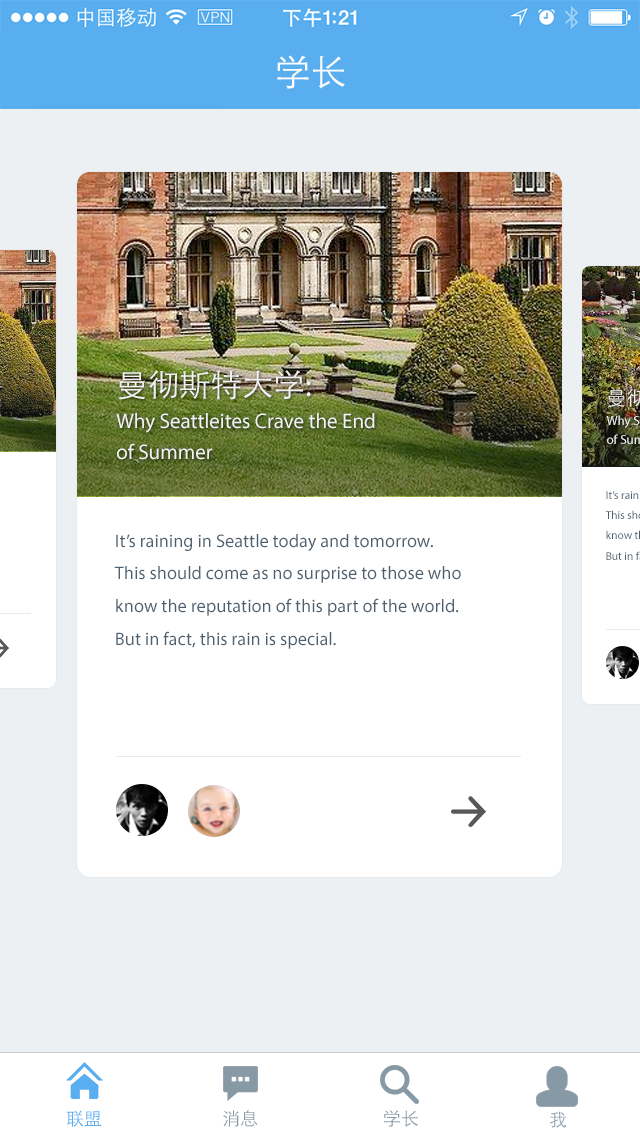 中国移动 VPN 下午1:21
学长
曼彻斯特大学:
Why Seattleites Crave the End
of Summer
It's raining in Seattle today and tomorrow.
This should come as no surprise to those who
know the reputation of this part of the world.
But in fact, this rain is special.
Why
of
It's rain
This
know
But in
联盟 消息 学长 我